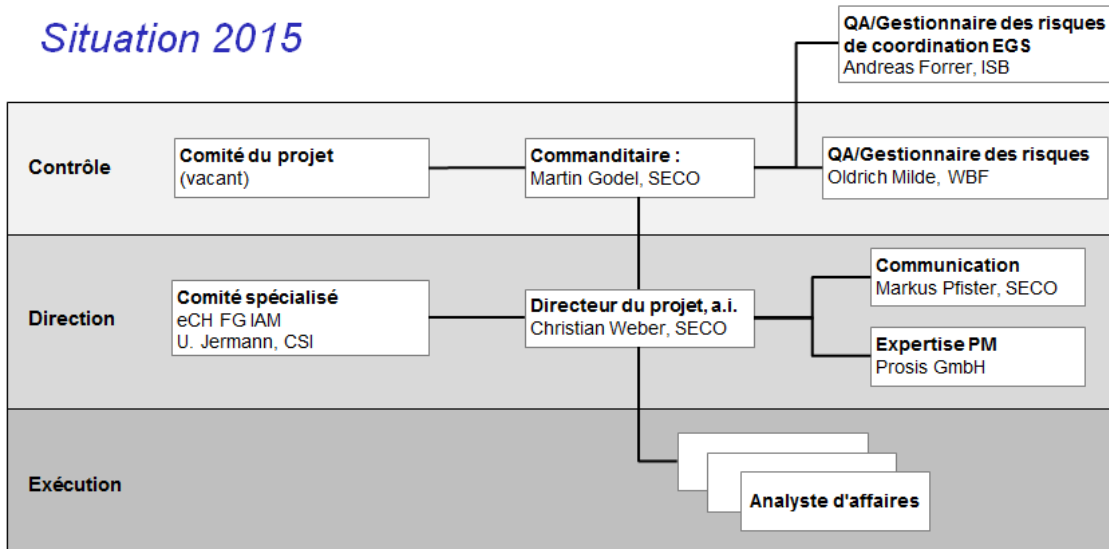 Situation 2015
QA/Gestionnaire des risques
de coordination EGS
Andreas Forrer, ISB
Contrôle
Comité du projet
(vacant)
Commanditaire :
Martin Godel, SECO
QA/Gestionnaire des risques
Oldrich Milde, WBF
Direction
Comité spécialisé
eCH FG IAM
U. Jermann, CSI
Directeur du projet, a.i.
Christian Weber, SECO
Communication
Markus Pfister, SECO
Expertise PM
Prosis GmbH
Exécution
Analyste d'affaires